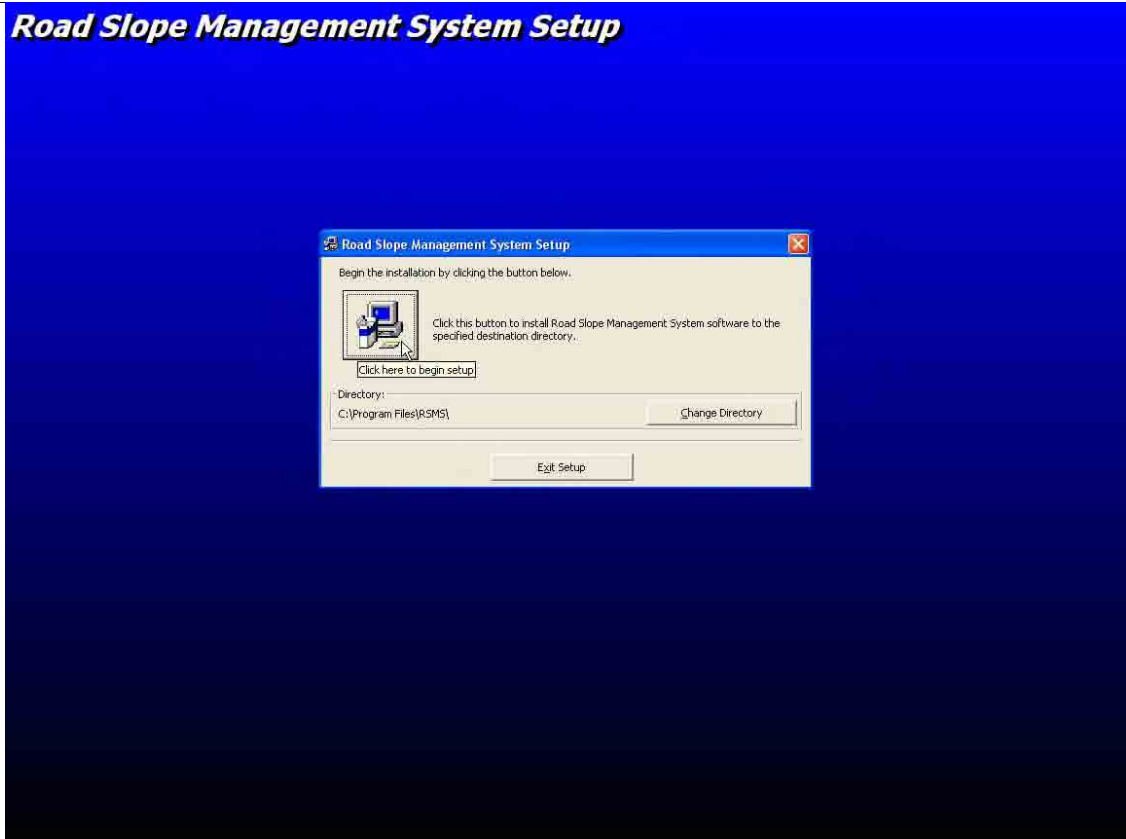 Road Slope Management System Setup
Road Slope Management System Setup
Begin the installation by clicking the button below.
Click this button to install Road Slope Management System software to the
specified destination directory.
Click here to begin setup
Directory:
C:\Program Files\RSMS\
Change Directory
Exit Setup